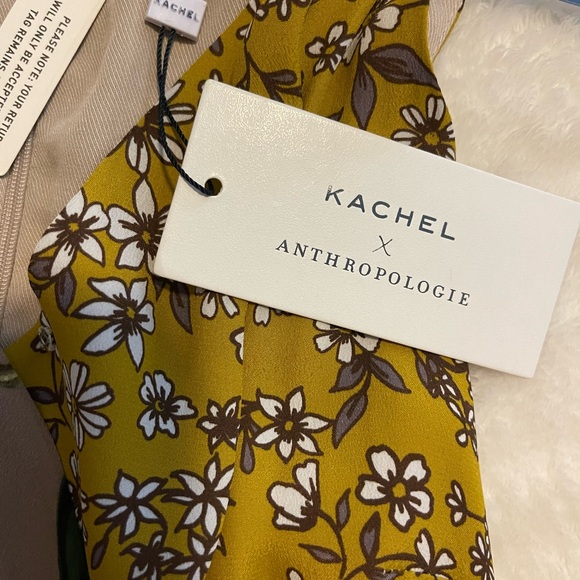 PLEASE NOTE: YOUR RETUR
WILL ONLY BE ACCEPTE
TAG REMAINS
KACHEL
KACHEL
X
ANTHROPOLOGIE